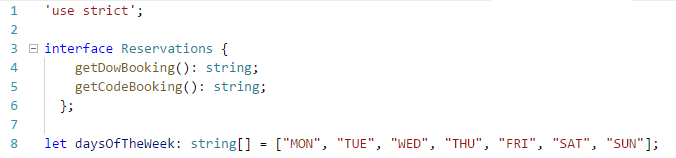 1 'use strict';
2
3 interface Reservations {
4 getDowBooking(): string;
5 getCodeBooking(): string;
6 };
7
8 let daysOfTheWeek: string[] = ["MON", "TUE", "WED", "THU", "FRI", "SAT", "SUN"];